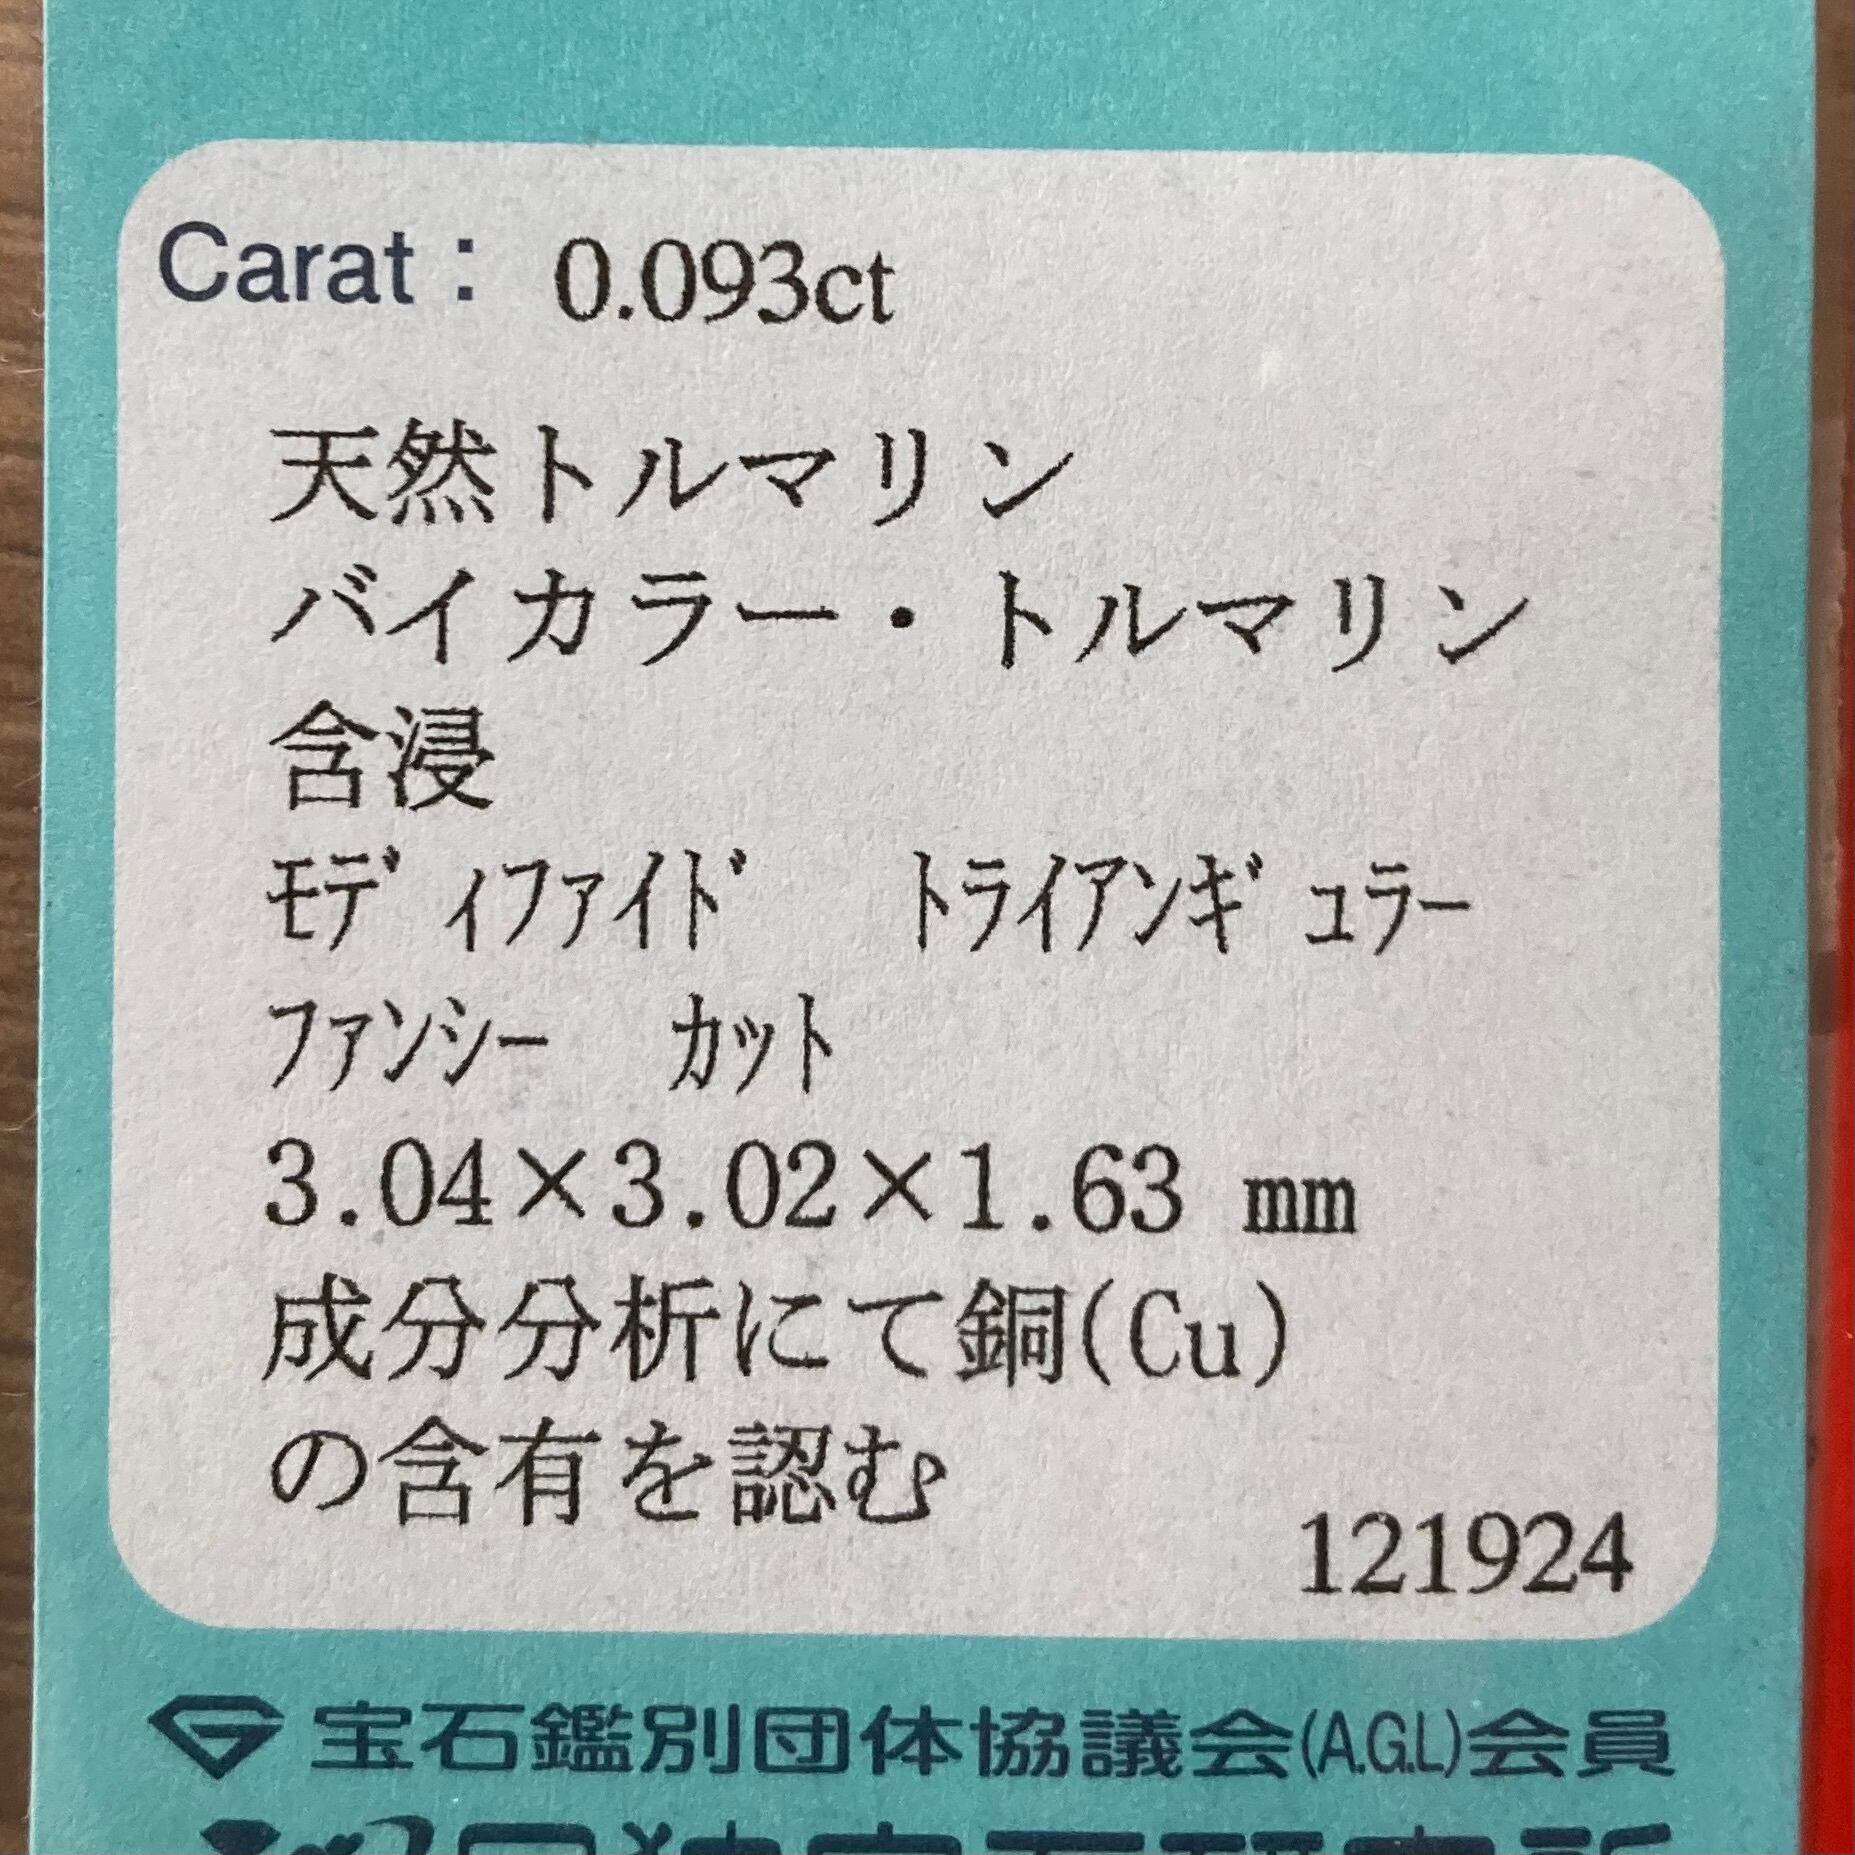 Carat： 0.093ct
天然トルマリン
バイカラー・トルマリン
含浸
ﾓﾃﾞｨﾌｧｲﾄﾞ ﾄﾗｲｱﾝｷﾞｭﾗｰ
ﾌｧﾝｼｰ ｶｯﾄ
3.04×3.02×1.63 mm
成分分析にて銅(Cu)
の含有を認む
121924
宝石鑑別団体協議会(A.G.L)会員